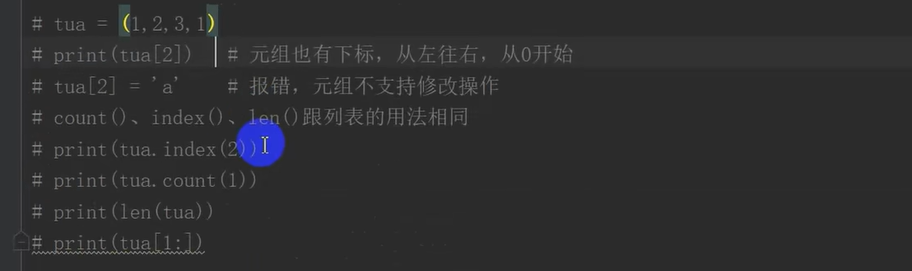 # tua = (1,2,3,1)
# print(tua[2])   # 元组也有下标，从左往右，从0开始
# tua[2] = 'a'   # 报错，元组不支持修改操作
# count()、index()、len()跟列表的用法相同
# print(tua.index(2))
# print(tua.count(1))
# print(len(tua))
# print(tua[1:])